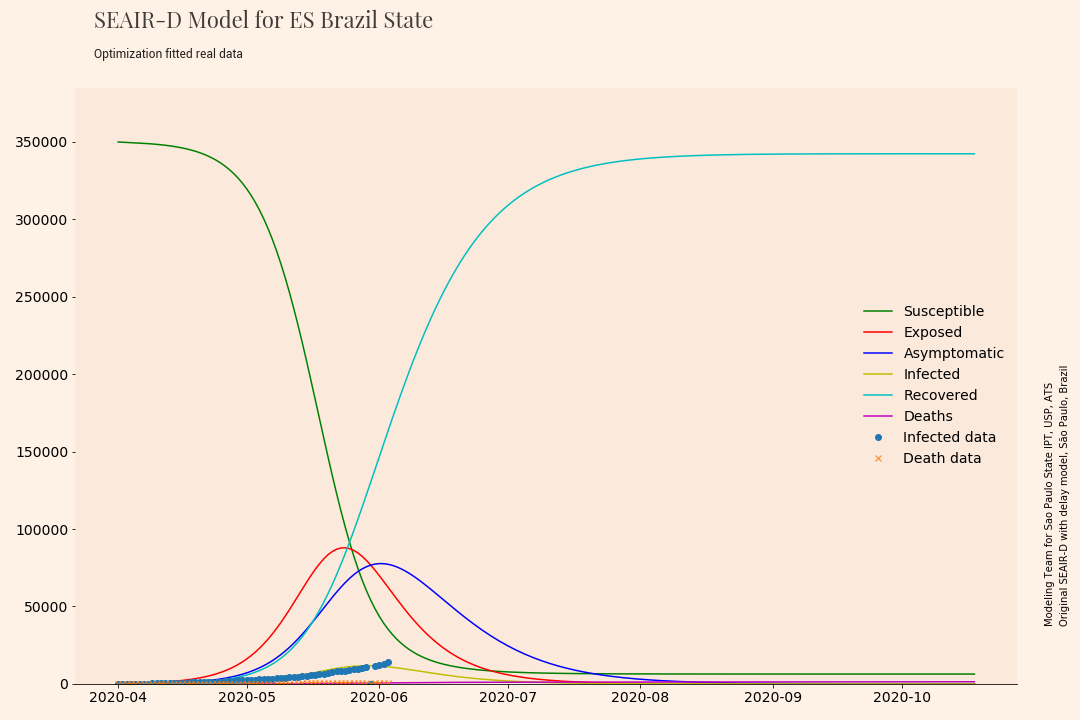 SEAIR-D Model for ES Brazil State
Optimization fitted real data
350000
300000
250000
200000
150000
100000
50000
0
2020-04
2020-05
2020-06
2020-07
2020-08
2020-09
2020-10
Susceptible
Exposed
Asymptomatic
Infected
Recovered
Deaths
Infected data
Death data
Modeling Team for Sao Paulo State IPT, USP, ATS
Original SEAIR-D with delay model, São Paulo, Brazil